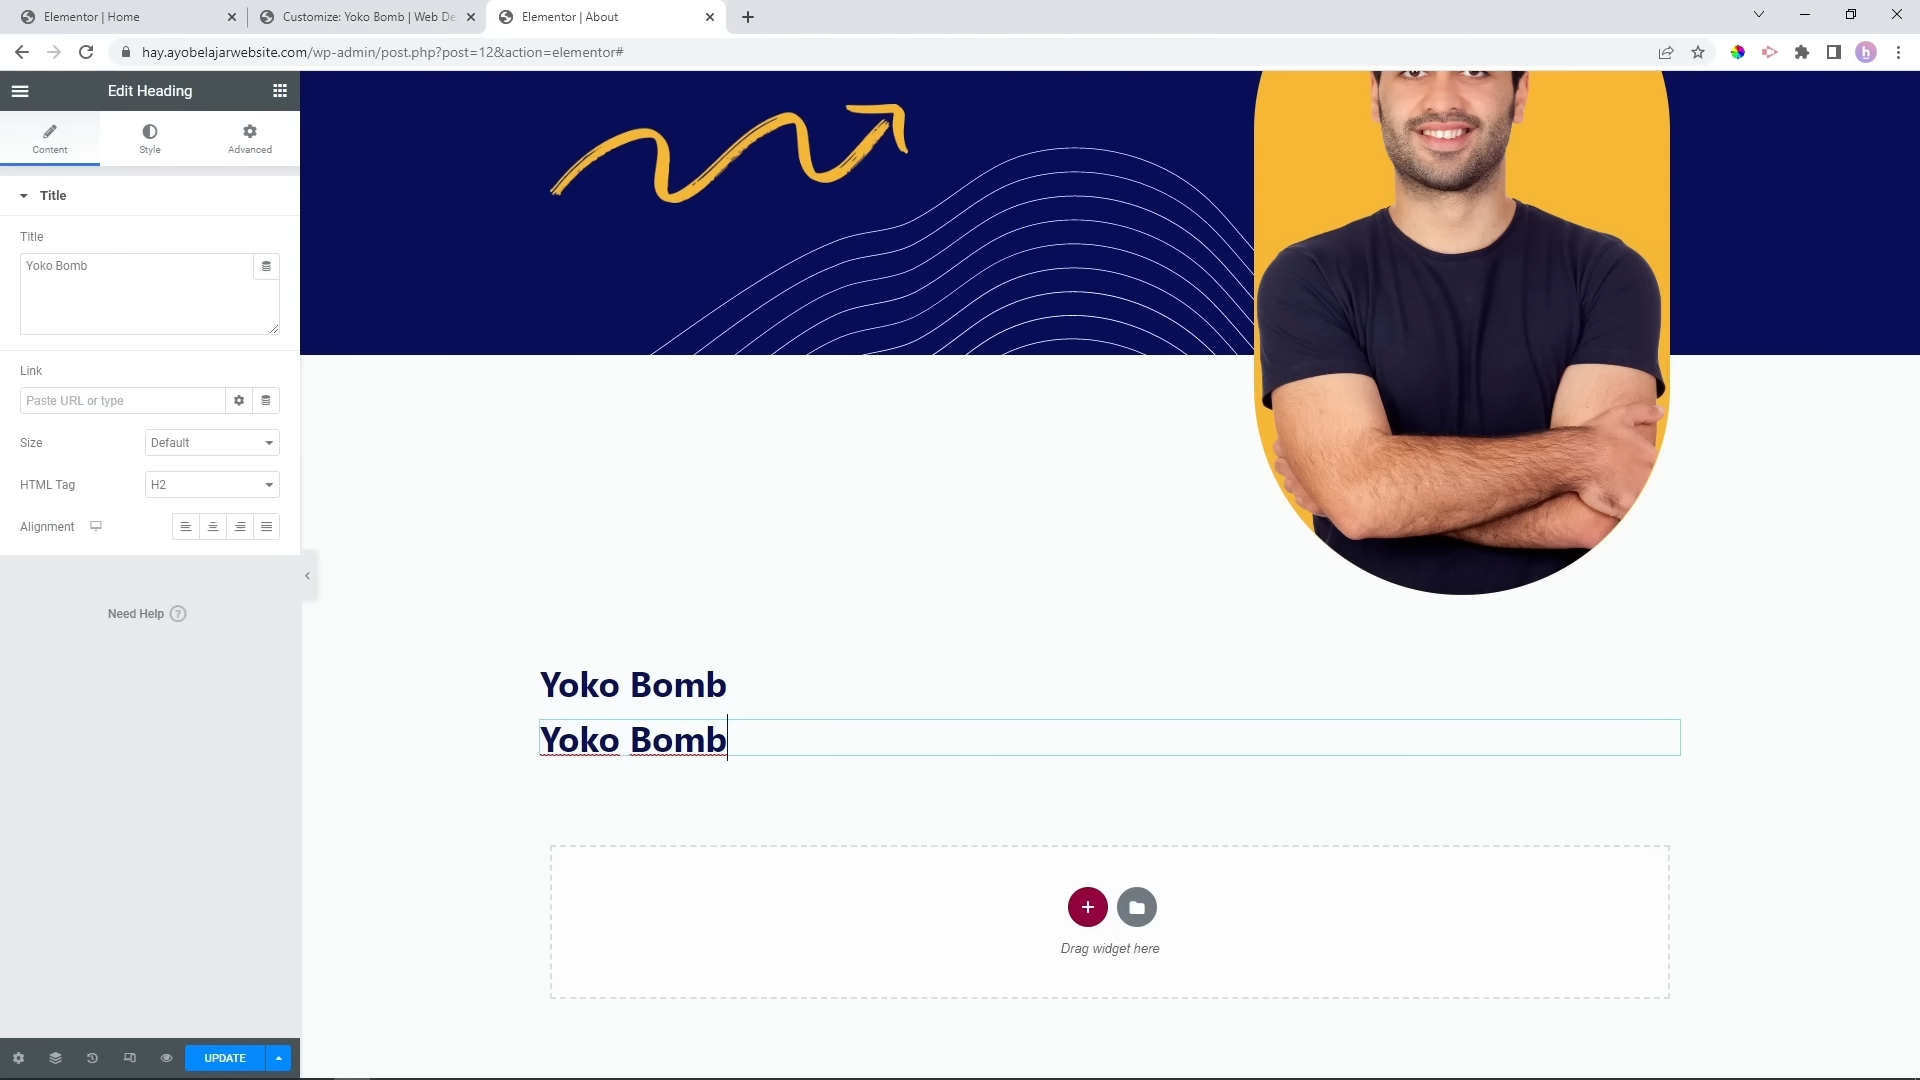 Elementor | Home
Customize: Yoko Bomb | Web De
Elementor | About
hay.ayobelajarwebsite.com/wp-admin/post.php?post=12&action=elementor#
h
Edit Heading
Content
Style
Advanced
Title
Title
Yoko Bomb
Link
Paste URL or type
Size
Default
HTML Tag
H2
Alignment
Need Help ?
Yoko Bomb
Yoko Bomb
Drag widget here
UPDATE